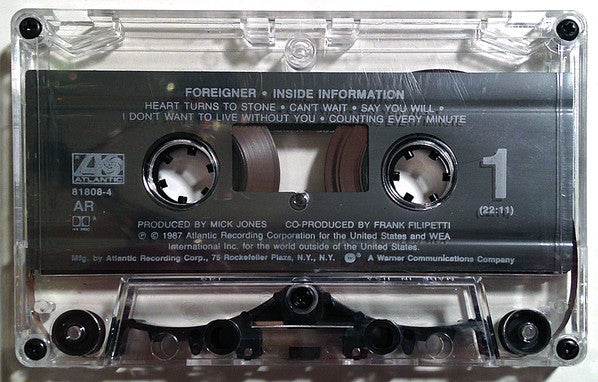 FOREIGNER • INSIDE INFORMATION
HEART TURNS TO STONE • CAN'T WAIT • SAY YOU WILL •
I DON'T WANT TO LIVE WITHOUT YOU • COUNTING EVERY MINUTE
ATLANTIC
81808-4
AR
1
(22:11)
PRODUCED BY MICK JONES CO-PRODUCED BY FRANK FILIPETTI
℗ © 1987 Atlantic Recording Corporation for the United States and WEA
International Inc. for the world outside of the United States.
Mfg. by Atlantic Recording Corp., 75 Rockefeller Plaza, N.Y., N.Y. A Warner Communications Company